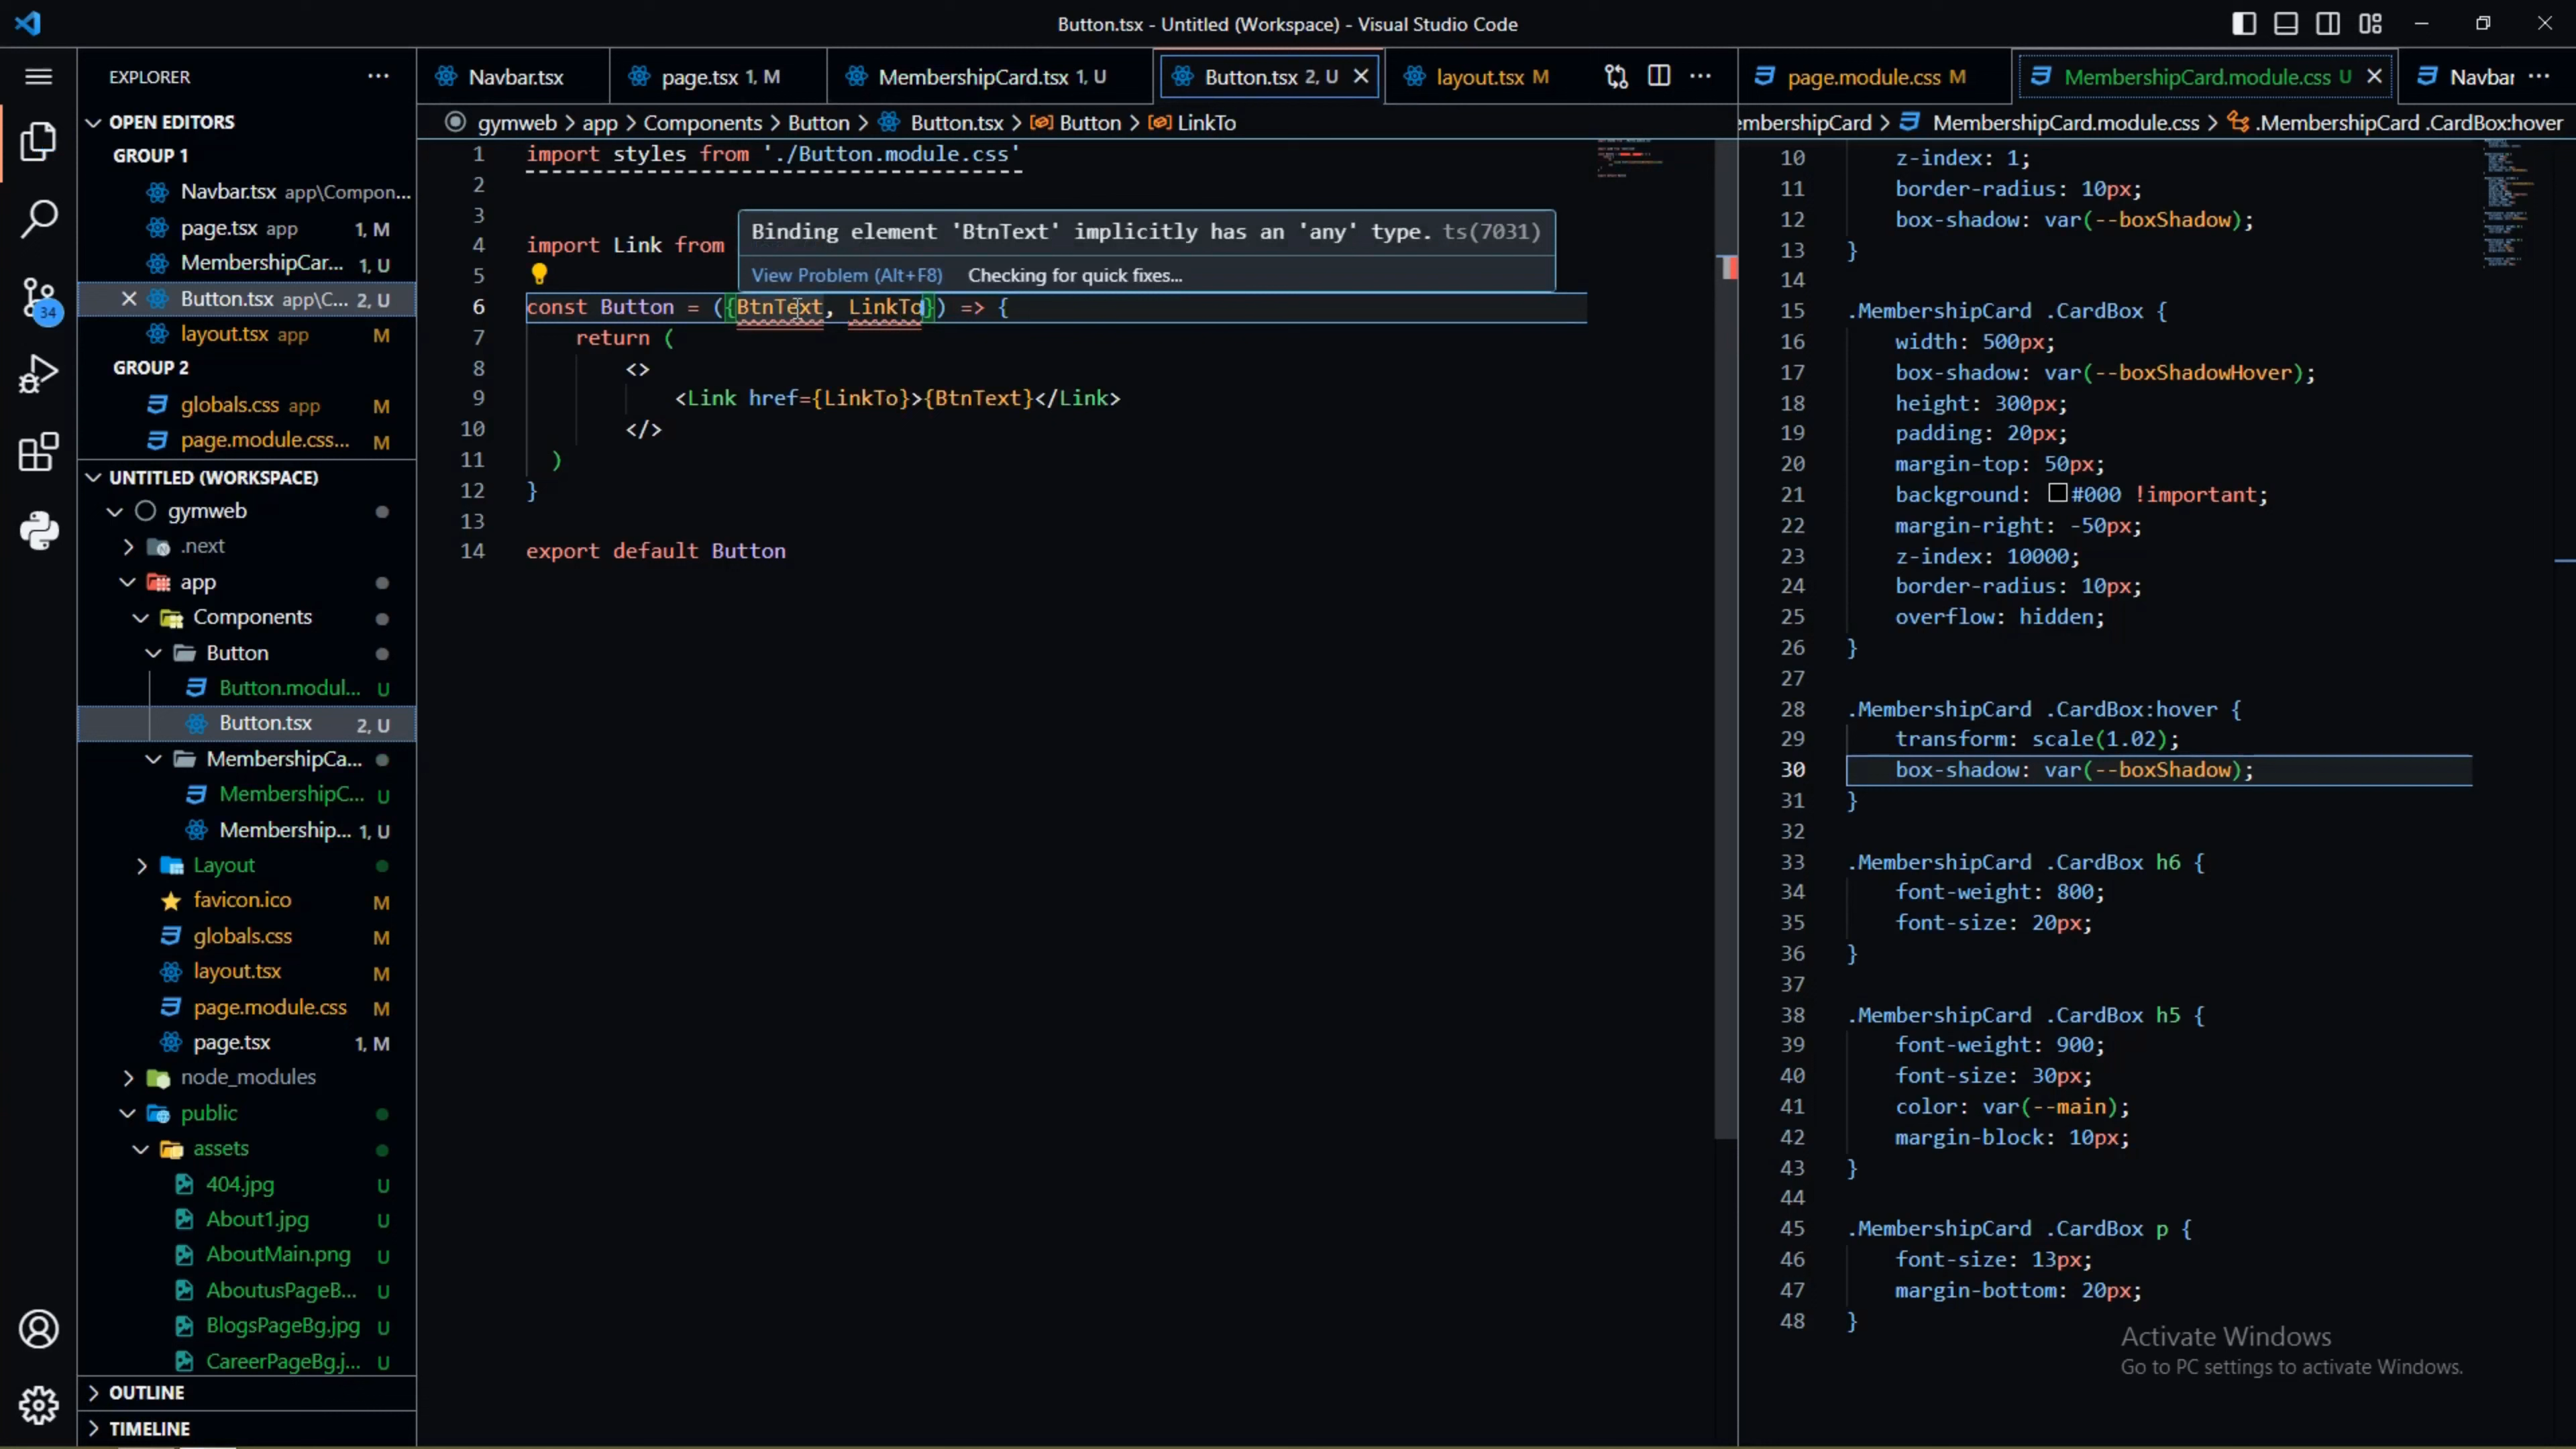 Button.tsx - Untitled (Workspace) - Visual Studio Code
EXPLORER
OPEN EDITORS
GROUP 1
Navbar.tsx app\Compon...
page.tsx app 1, M
MembershipCar... 1, U
Button.tsx app\C... 2, U
layout.tsx app M
GROUP 2
globals.css app M
page.module.css... M
UNTITLED (WORKSPACE)
gymweb
.next
app
Components
Button
Button.modul... U
Button.tsx 2, U
MembershipCa...
MembershipC... U
Membership... 1, U
Layout
favicon.ico M
globals.css M
layout.tsx M
page.module.css M
page.tsx 1, M
node_modules
public
assets
404.jpg U
About1.jpg U
AboutMain.png U
AboutusPageB... U
BlogsPageBg.jpg U
CareerPageBg.j... U
OUTLINE
TIMELINE
34
Navbar.tsx
page.tsx 1, M
MembershipCard.tsx 1, U
Button.tsx 2, U
layout.tsx M
gymweb > app > Components > Button > Button.tsx > Button > LinkTo
1 import styles from './Button.module.css'
2
3
4 import Link from
5
6 const Button = ({BtnText, LinkTo}) => {
7 return (
8 <>
9 <Link href={LinkTo}>{BtnText}</Link>
10 </>
11 )
12 }
13
14 export default Button
Binding element 'BtnText' implicitly has an 'any' type. ts(7031)
View Problem (Alt+F8) Checking for quick fixes...
page.module.css M
MembershipCard.module.css U
Navbar
embershipCard > MembershipCard.module.css > .MembershipCard .CardBox:hover
10 z-index: 1;
11 border-radius: 10px;
12 box-shadow: var(--boxShadow);
13 }
14
15 .MembershipCard .CardBox {
16 width: 500px;
17 box-shadow: var(--boxShadowHover);
18 height: 300px;
19 padding: 20px;
20 margin-top: 50px;
21 background: #000 !important;
22 margin-right: -50px;
23 z-index: 10000;
24 border-radius: 10px;
25 overflow: hidden;
26 }
27
28 .MembershipCard .CardBox:hover {
29 transform: scale(1.02);
30 box-shadow: var(--boxShadow);
31 }
32
33 .MembershipCard .CardBox h6 {
34 font-weight: 800;
35 font-size: 20px;
36 }
37
38 .MembershipCard .CardBox h5 {
39 font-weight: 900;
40 font-size: 30px;
41 color: var(--main);
42 margin-block: 10px;
43 }
44
45 .MembershipCard .CardBox p {
46 font-size: 13px;
47 margin-bottom: 20px;
48 }
Activate Windows
Go to PC settings to activate Windows.